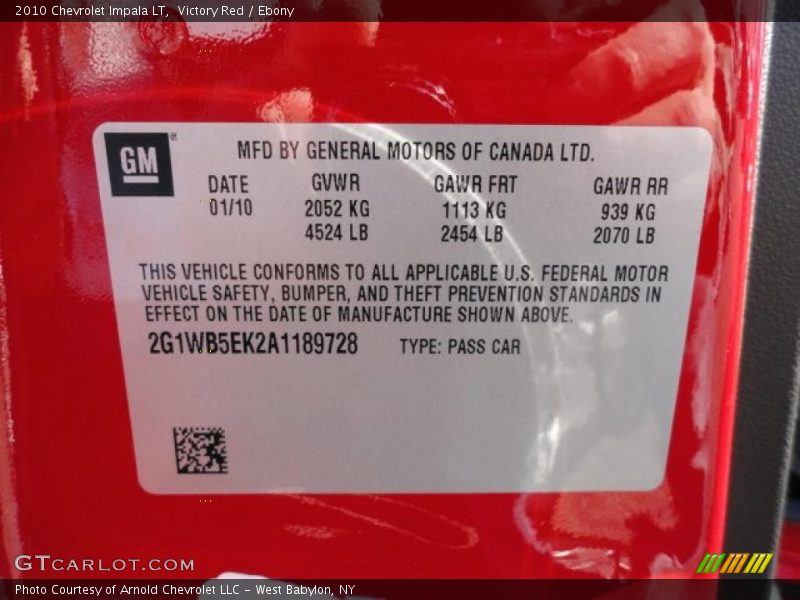 2010 Chevrolet Impala LT, Victory Red / Ebony
GM ®
MFD BY GENERAL MOTORS OF CANADA LTD.
DATE GVWR GAWR FRT GAWR RR
01/10 2052 KG 1113 KG 939 KG
4524 LB 2454 LB 2070 LB
THIS VEHICLE CONFORMS TO ALL APPLICABLE U.S. FEDERAL MOTOR
VEHICLE SAFETY, BUMPER, AND THEFT PREVENTION STANDARDS IN
EFFECT ON THE DATE OF MANUFACTURE SHOWN ABOVE.
2G1WB5EK2A1189728 TYPE: PASS CAR
GTCARLOT.COM
Photo Courtesy of Arnold Chevrolet LLC - West Babylon, NY